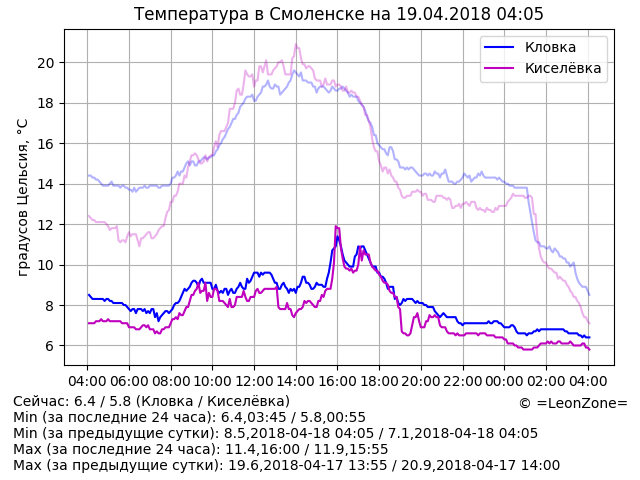 Температура в Смоленске на 19.04.2018 04:05
Кловка
Киселёвка
градусов Цельсия, °C
20
18
16
14
12
10
8
6
04:00 06:00 08:00 10:00 12:00 14:00 16:00 18:00 20:00 22:00 00:00 02:00 04:00
Сейчас: 6.4 / 5.8 (Кловка / Киселёвка)
© =LeonZone=
Min (за последние 24 часа): 6.4,03:45 / 5.8,00:55
Min (за предыдущие сутки): 8.5,2018-04-18 04:05 / 7.1,2018-04-18 04:05
Max (за последние 24 часа): 11.4,16:00 / 11.9,15:55
Max (за предыдущие сутки): 19.6,2018-04-17 13:55 / 20.9,2018-04-17 14:00